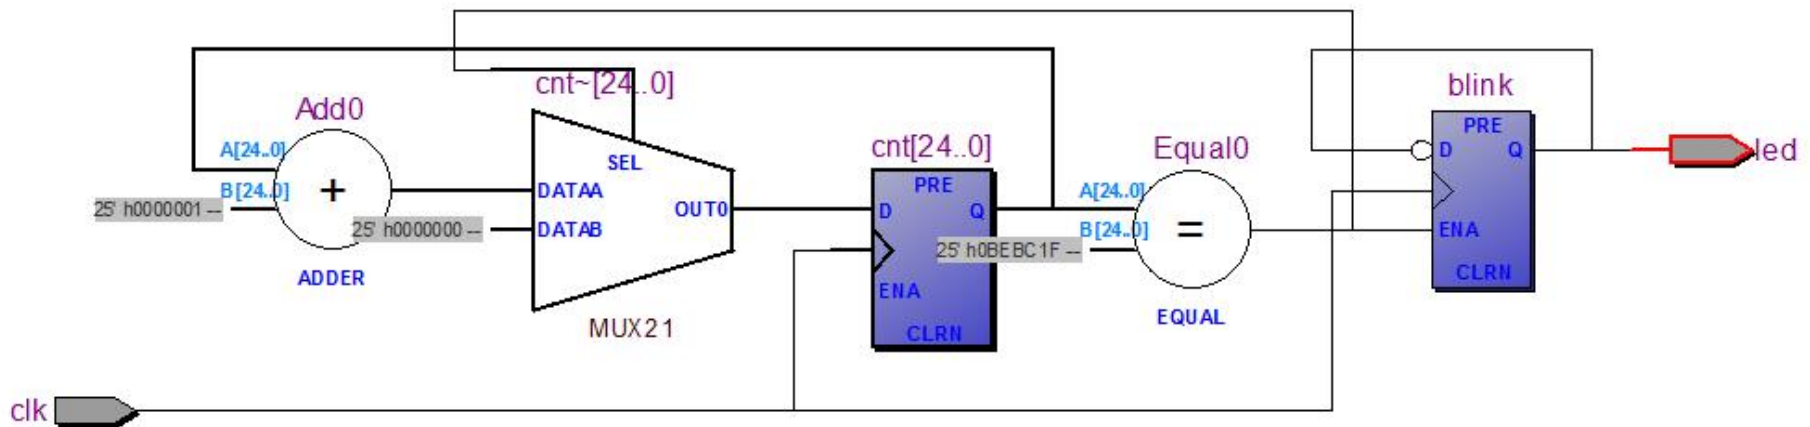 cnt~[24..0]
blink
Add0
PRE
A[24..0]
SEL
cnt[24..0]
Equal0
D
Q
led
B[24..0]
+
DATAA
PRE
A[24..0]
25' h0000001 --
OUT0
D
Q
25' h0000000 --
DATAB
B[24..0]
=
ENA
25' h0BEBC1F --
ADDER
ENA
CLRN
MUX21
CLRN
EQUAL
clk